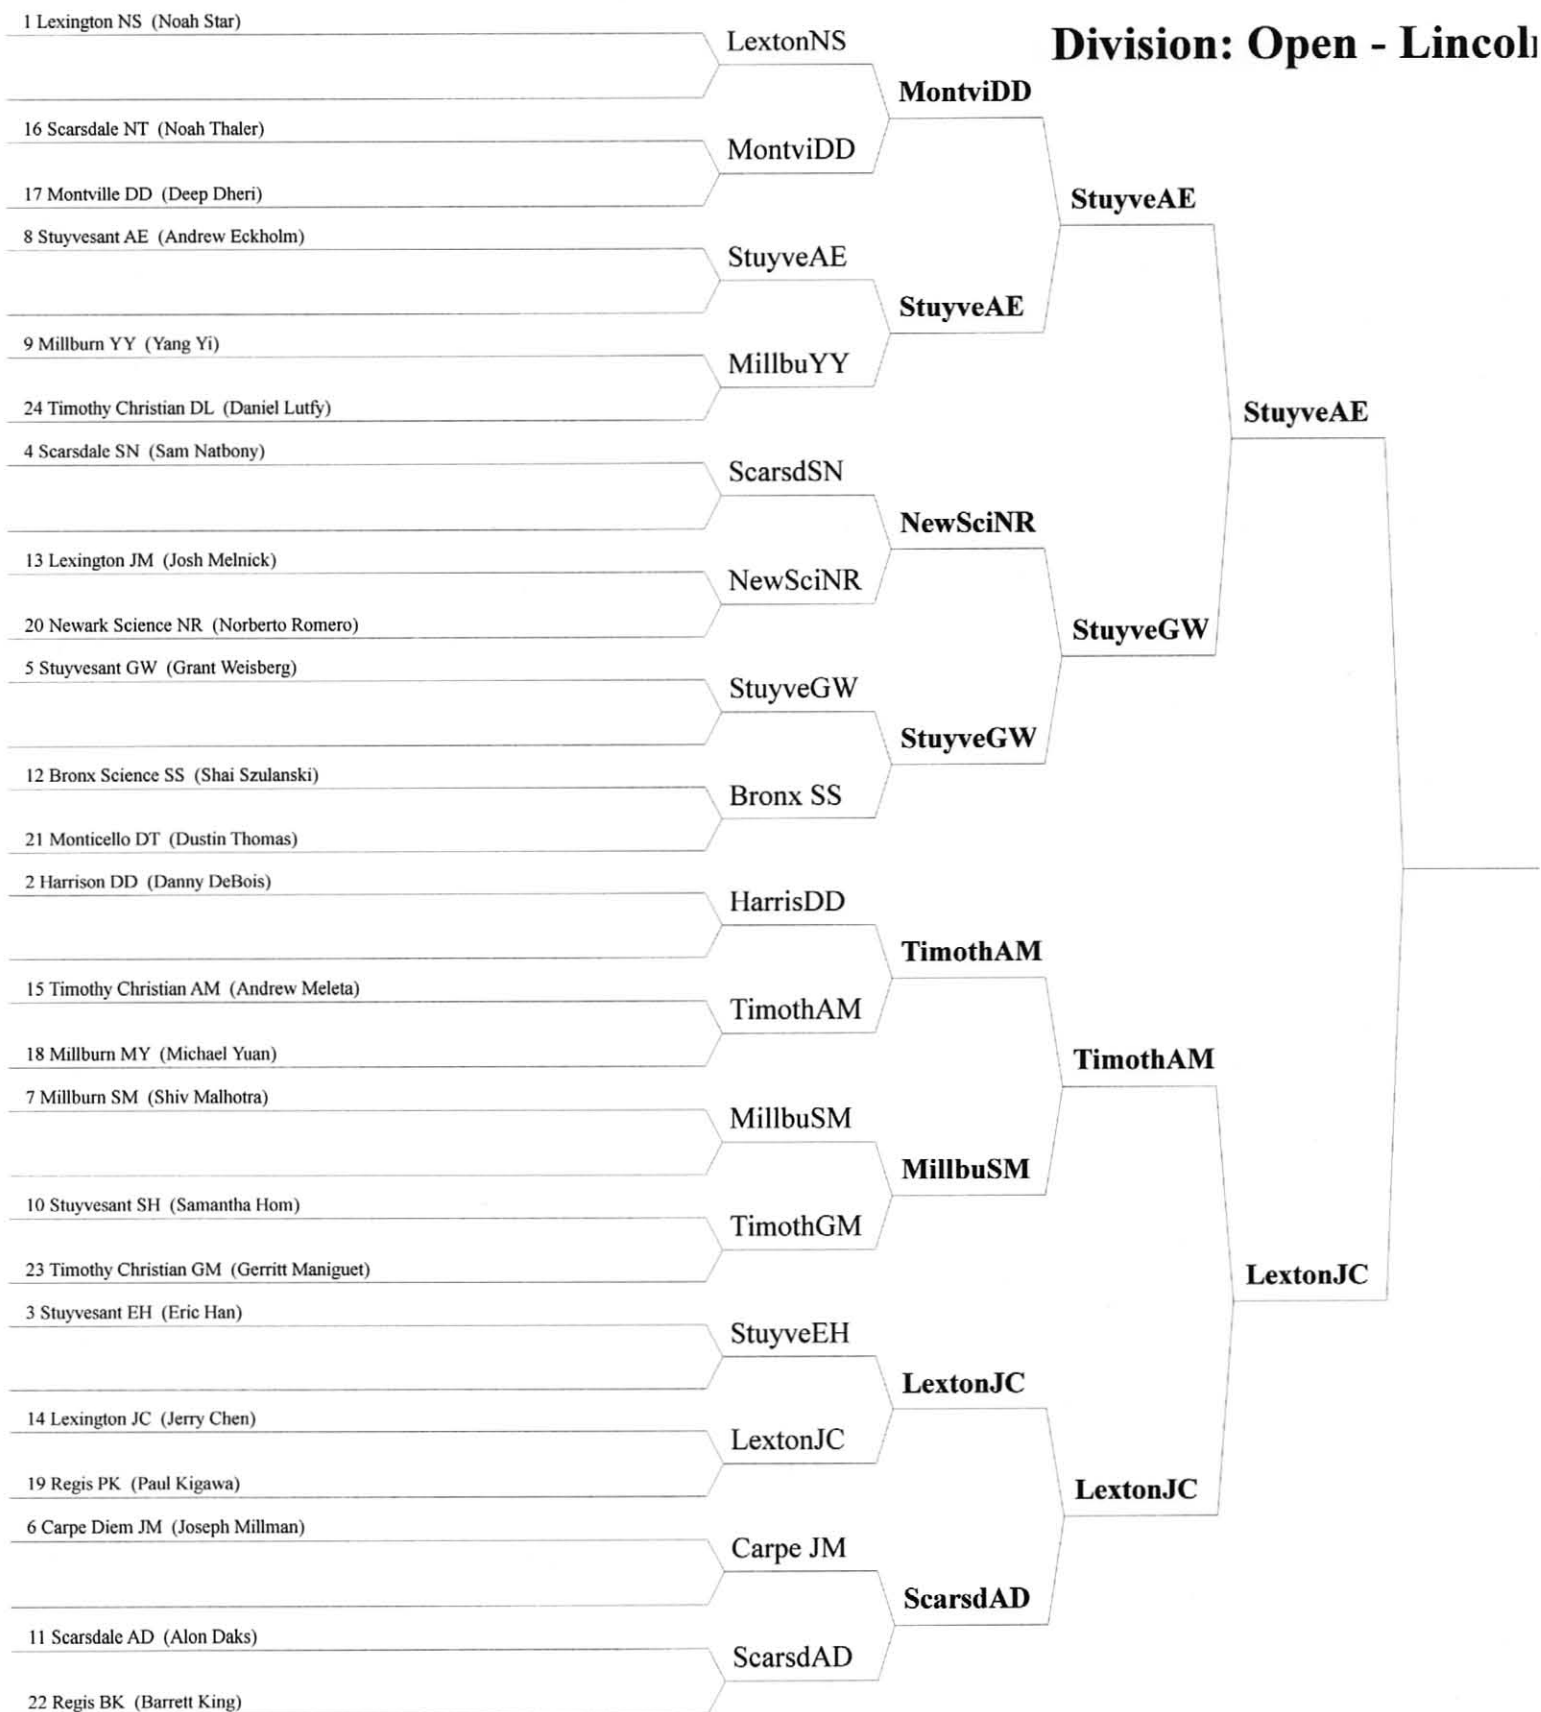 Division: Open - Lincol
1 Lexington NS (Noah Star)
16 Scarsdale NT (Noah Thaler)
17 Montville DD (Deep Dheri)
8 Stuyvesant AE (Andrew Eckholm)
9 Millburn YY (Yang Yi)
24 Timothy Christian DL (Daniel Lutfy)
4 Scarsdale SN (Sam Natbony)
13 Lexington JM (Josh Melnick)
20 Newark Science NR (Norberto Romero)
5 Stuyvesant GW (Grant Weisberg)
12 Bronx Science SS (Shai Szulanski)
21 Monticello DT (Dustin Thomas)
2 Harrison DD (Danny DeBois)
15 Timothy Christian AM (Andrew Meleta)
18 Millburn MY (Michael Yuan)
7 Millburn SM (Shiv Malhotra)
10 Stuyvesant SH (Samantha Hom)
23 Timothy Christian GM (Gerritt Maniguet)
3 Stuyvesant EH (Eric Han)
14 Lexington JC (Jerry Chen)
19 Regis PK (Paul Kigawa)
6 Carpe Diem JM (Joseph Millman)
11 Scarsdale AD (Alon Daks)
22 Regis BK (Barrett King)
LextonNS
MontviDD
StuyveAE
MillbuYY
ScarsdSN
NewSciNR
StuyveGW
Bronx SS
HarrisDD
TimothAM
MillbuSM
TimothGM
StuyveEH
LextonJC
Carpe JM
ScarsdAD
MontviDD
StuyveAE
NewSciNR
StuyveGW
TimothAM
MillbuSM
LextonJC
ScarsdAD
StuyveAE
StuyveGW
TimothAM
LextonJC
StuyveAE
LextonJC